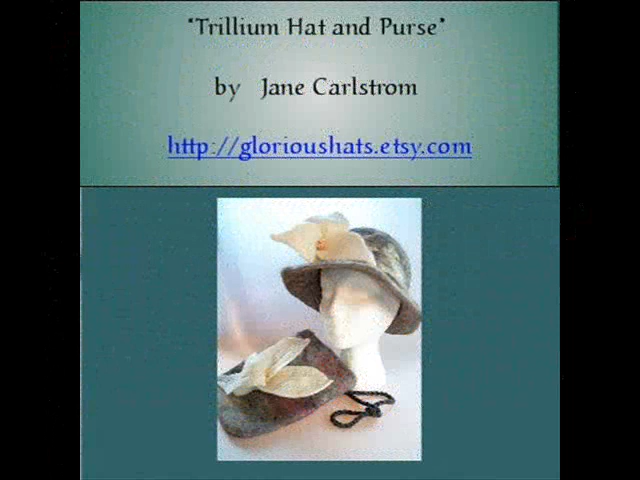 "Trillium Hat and Purse"
by Jane Carlstrom
http://glorioushats.etsy.com